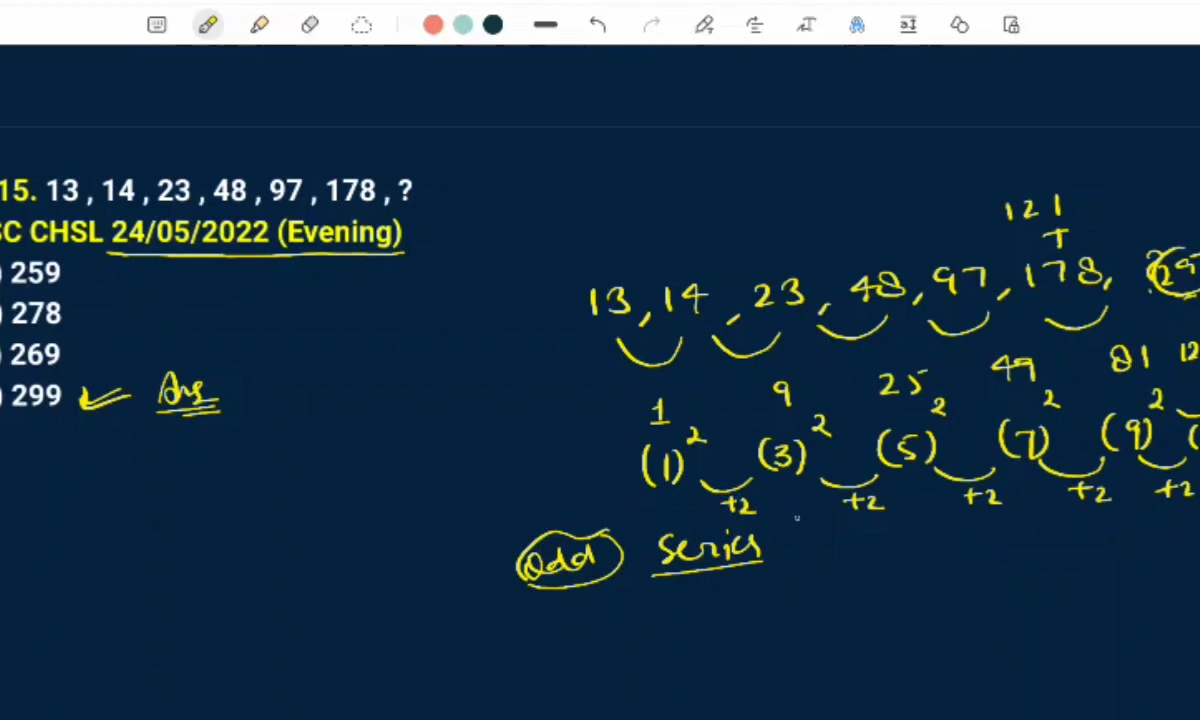 15. 13 , 14 , 23 , 48 , 97 , 178 , ?
SC CHSL 24/05/2022 (Evening)
) 259
) 278
) 269
) 299 Ans
121
+
13, 14, 23, 48, 97, 178, 29
1 9 25 49 81 12
(1)² (3)² (5)² (7)² (9)² (
+2 +2 +2 +2 +2
Odd Series